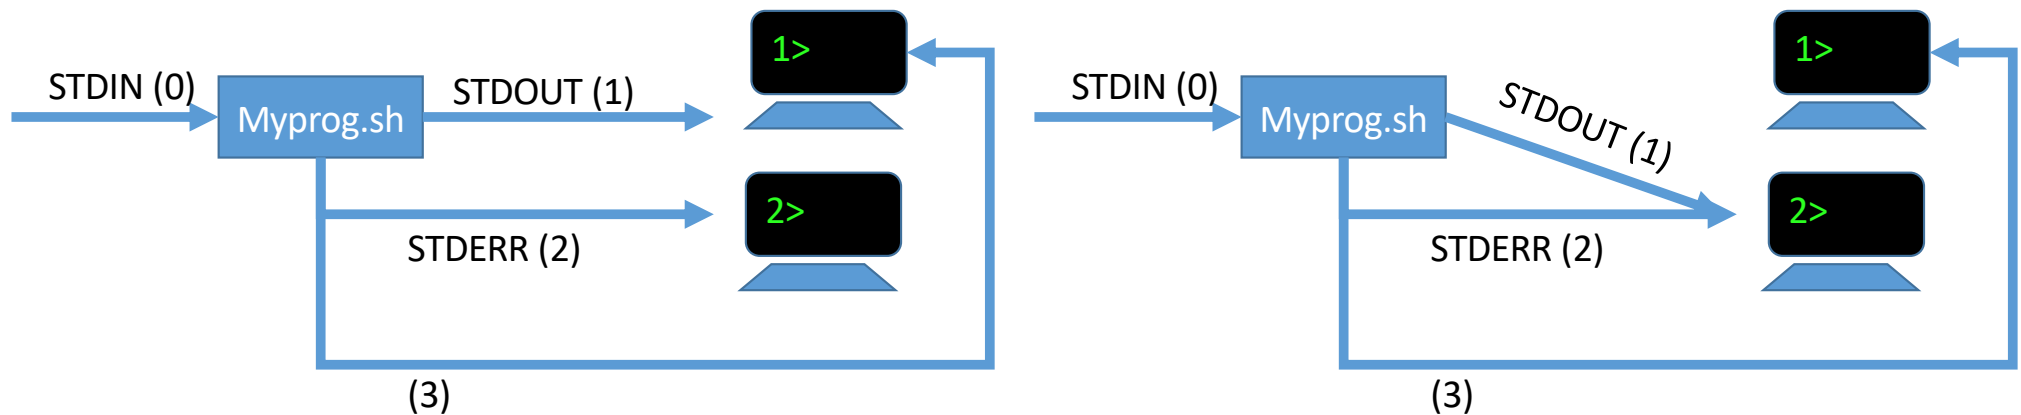 STDIN (0)
Myprog.sh
STDOUT (1)
1>
2>
STDERR (2)
(3)
STDIN (0)
Myprog.sh
STDOUT (1)
1>
2>
STDERR (2)
(3)